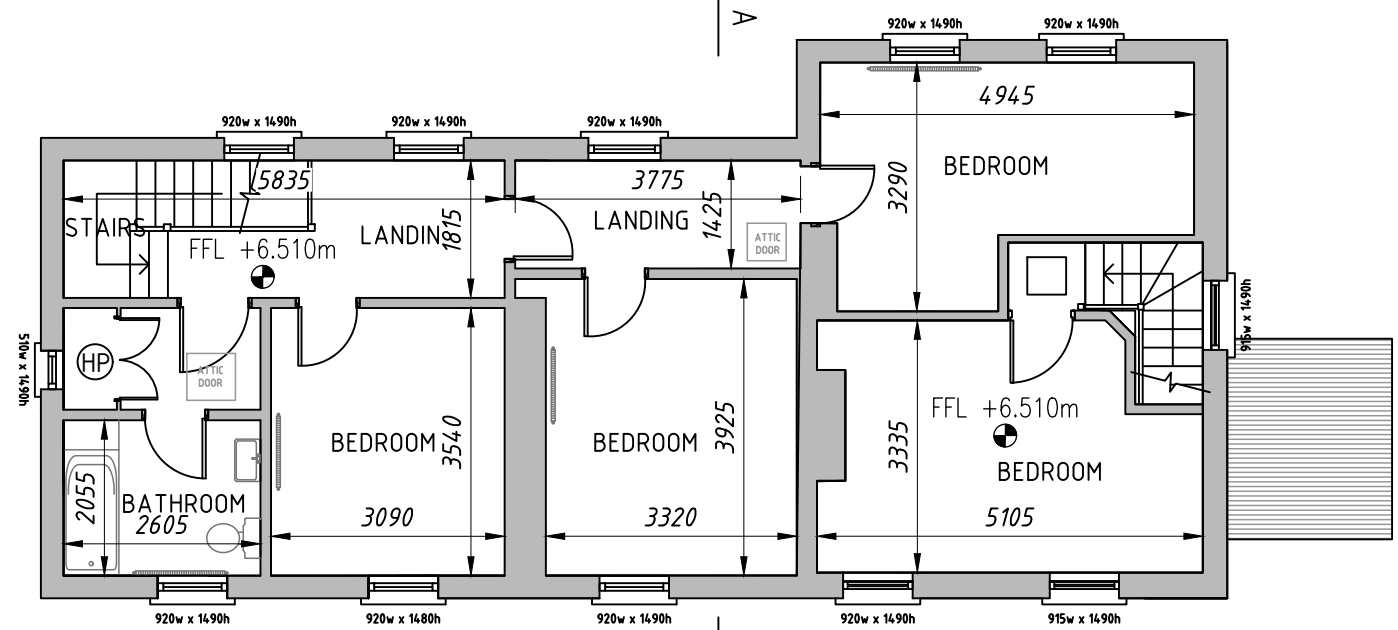 A
920w x 1490h
920w x 1490h
4945
920w x 1490h
920w x 1490h
920w x 1490h
BEDROOM
3290
5835
3775
1425
STAIRS
LANDIN
1815
LANDING
ATTIC
DOOR
FFL +6.510m
510w x 1490h
HP
ATTIC
DOOR
915w x 1490h
BEDROOM
3540
BEDROOM
3925
FFL +6.510m
3335
BEDROOM
2055
BATHROOM
2605
3090
3320
5105
920w x 1490h
920w x 1480h
920w x 1490h
920w x 1490h
915w x 1490h